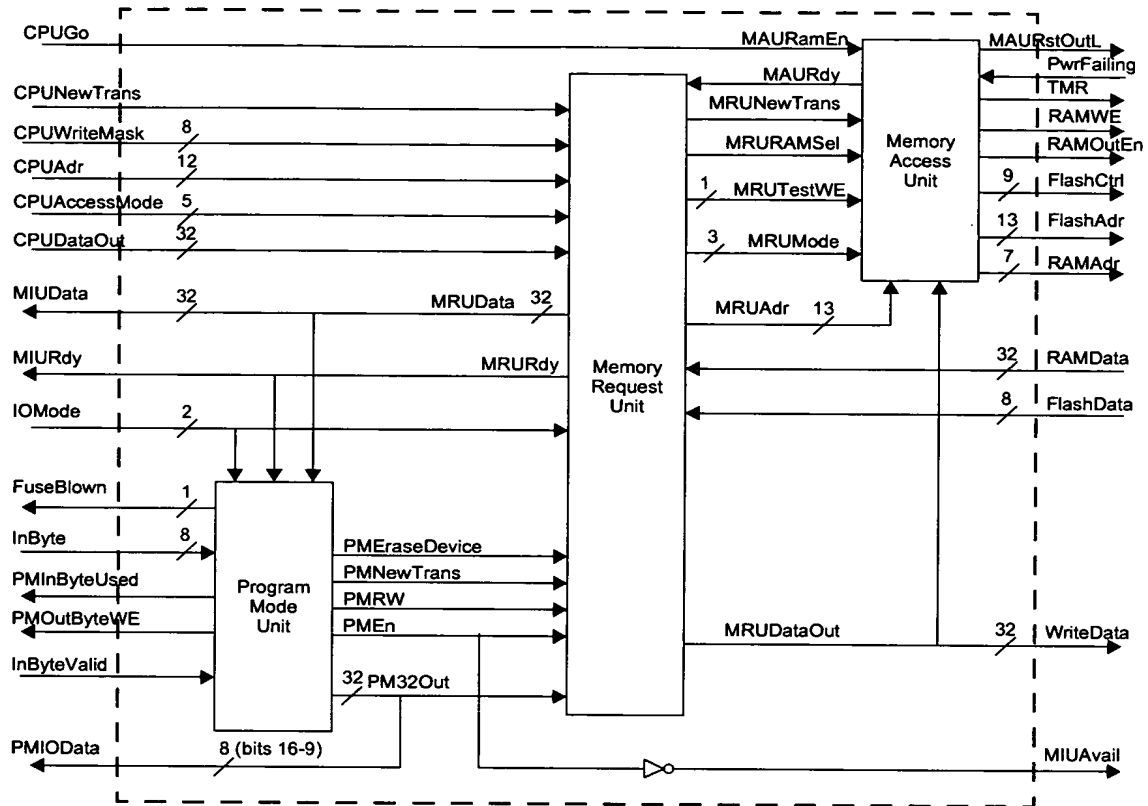 CPUGo
MAURamEn
MAURstOutL
PwrFailing
MAURdy
TMR
CPUNewTrans
MRUNewTrans
RAMWE
CPUWriteMask
8
MRURAMSel
RAMOutEn
Memory
Access
Unit
CPUAdr
12
1
MRUTestWE
9
FlashCtrl
CPUAccessMode
5
13
FlashAdr
CPUDataOut
32
3
MRUMode
7
RAMAdr
MIUData
32
MRUData
32
MRUAdr
13
MIURdy
MRURdy
Memory
Request
Unit
32
RAMData
IOMode
2
8
FlashData
FuseBlown
1
InByte
8
PMEraseDevice
PMInByteUsed
Program
Mode
Unit
PMNewTrans
PMRW
PMOutByteWE
PMEn
MRUDataOut
32
WriteData
InByteValid
32
PM32Out
PMIOData
8 (bits 16-9)
MIUAvail